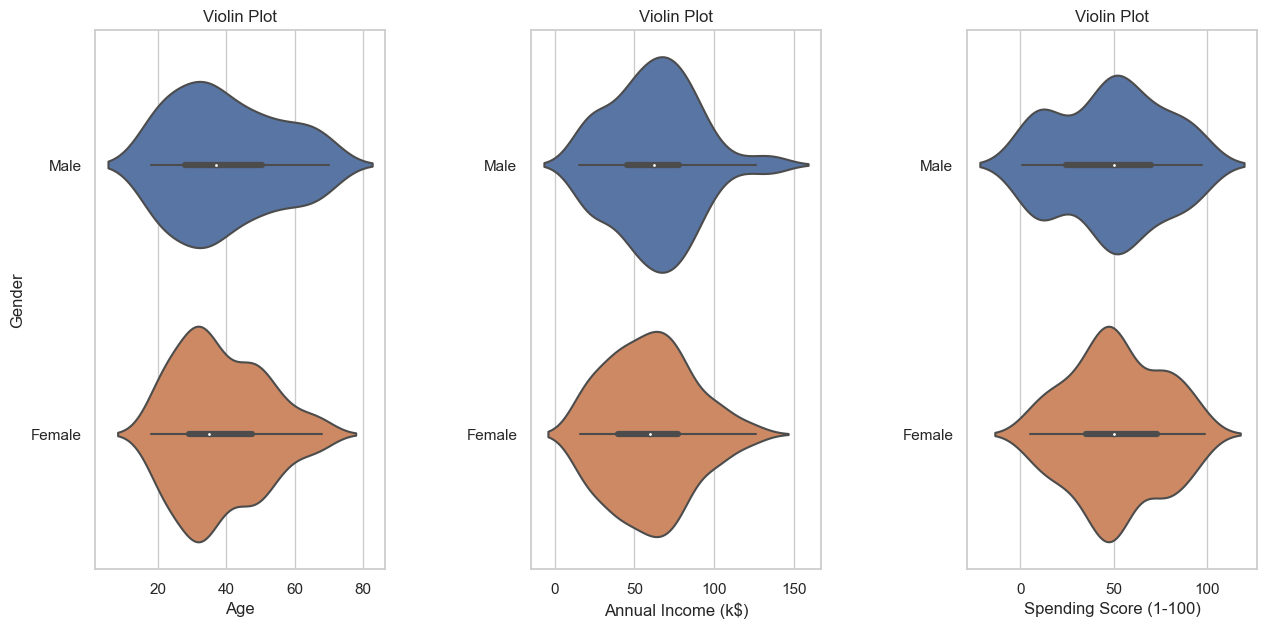 Violin Plot
Violin Plot
Violin Plot
Gender
Male
Female
20 40 60 80
Age
Male
Female
0 50 100 150
Annual Income (k$)
Male
Female
0 50 100
Spending Score (1-100)